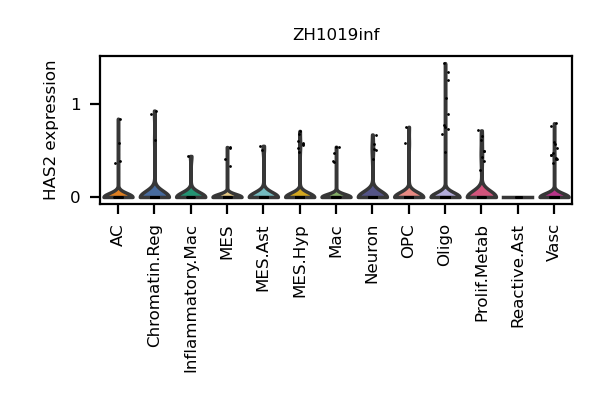 ZH1019inf
HAS2 expression
1
0
AC
Chromatin.Reg
Inflammatory.Mac
MES
MES.Ast
MES.Hyp
Mac
Neuron
OPC
Oligo
Prolif.Metab
Reactive.Ast
Vasc